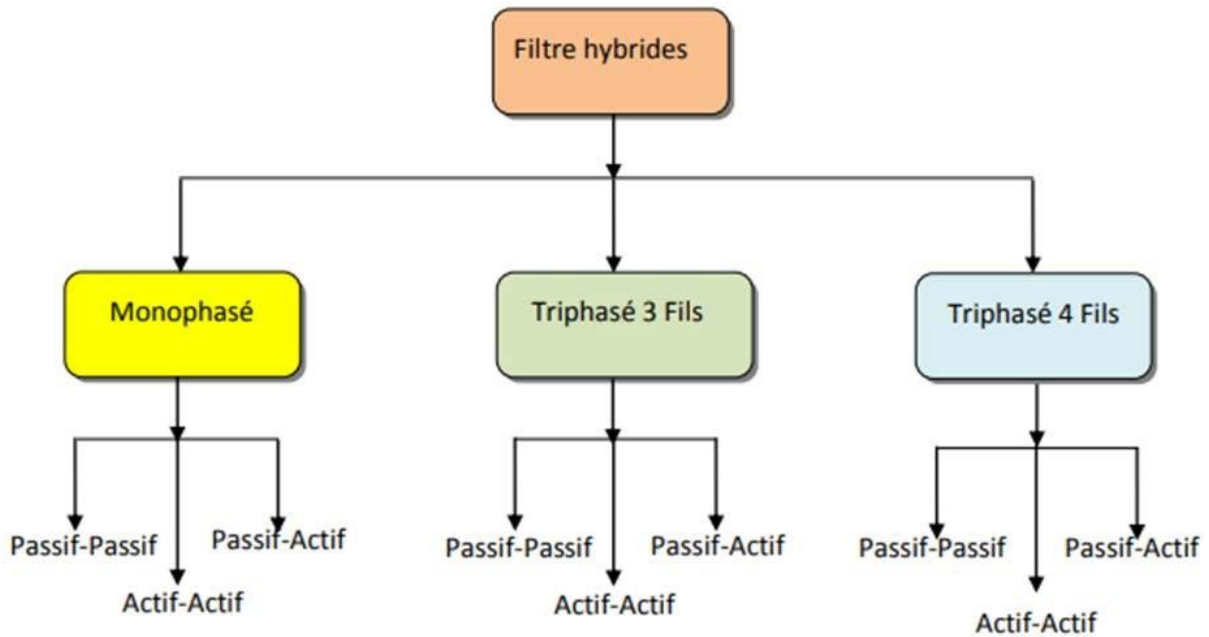 Filtre hybrides
Monophasé
Triphasé 3 Fils
Triphasé 4 Fils
Passif-Passif
Passif-Actif
Actif-Actif
Passif-Passif
Passif-Actif
Actif-Actif
Passif-Passif
Passif-Actif
Actif-Actif